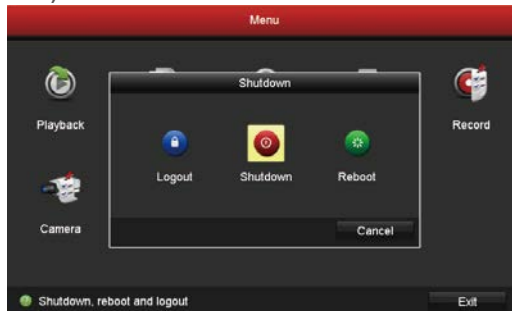 Menu
Shutdown
Playback
Record
Logout
Shutdown
Reboot
Camera
Cancel
Shutdown, reboot and logout
Exit